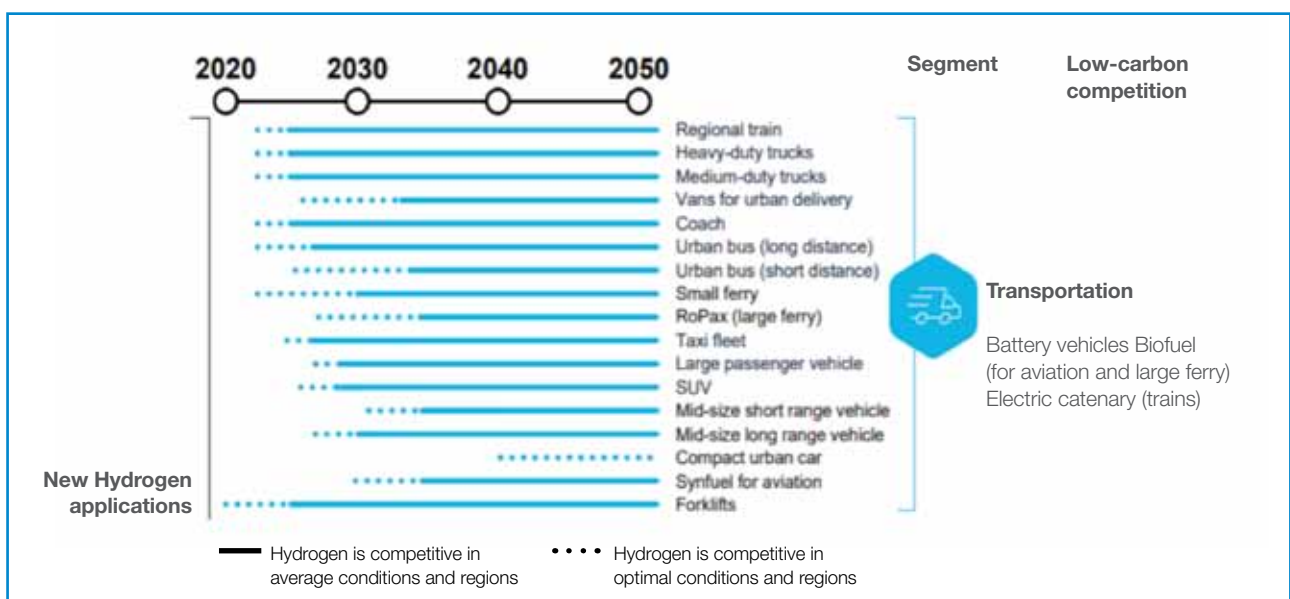 2020 2030 2040 2050
Segment
Low-carbon
competition
Regional train
Heavy-duty trucks
Medium-duty trucks
Vans for urban delivery
Coach
Urban bus (long distance)
Urban bus (short distance)
Small ferry
RoPax (large ferry)
Taxi fleet
Large passenger vehicle
SUV
Mid-size short range vehicle
Mid-size long range vehicle
Compact urban car
Synfuel for aviation
Forklifts
Transportation
Battery vehicles Biofuel
(for aviation and large ferry)
Electric catenary (trains)
New Hydrogen
applications
Hydrogen is competitive in
average conditions and regions
Hydrogen is competitive in
optimal conditions and regions